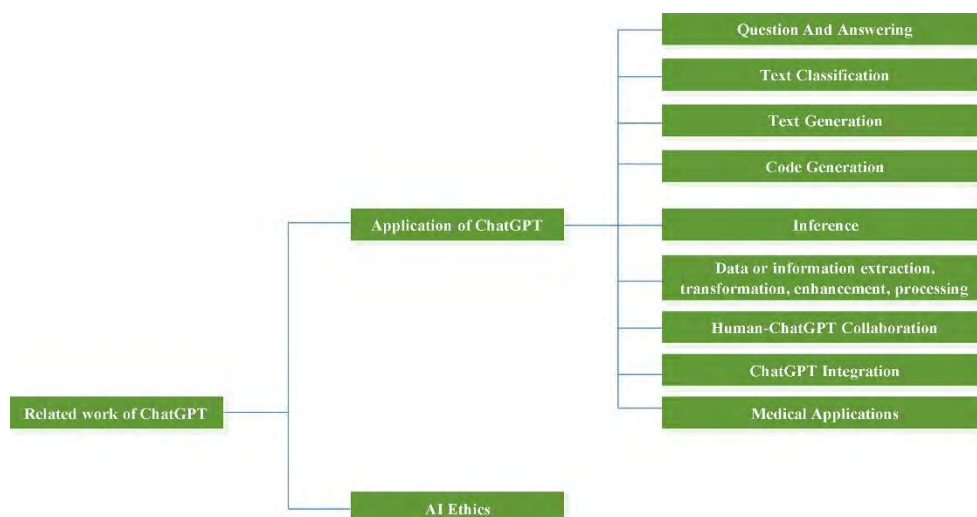 Question And Answering
Text Classification
Text Generation
Code Generation
Application of ChatGPT
Inference
Data or information extraction,
transformation, enhancement, processing
Human-ChatGPT Collaboration
ChatGPT Integration
Related work of ChatGPT
Medical Applications
AI Ethics